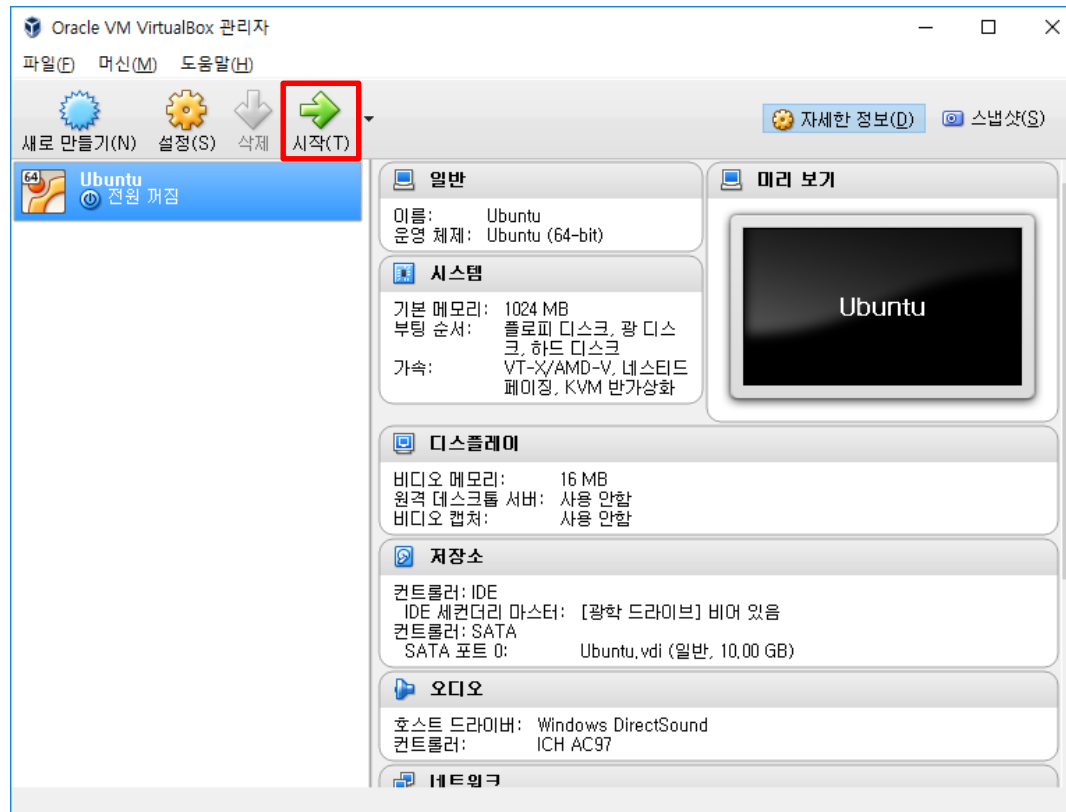 Oracle VM VirtualBox 관리자
파일(F) 머신(M) 도움말(H)
새로 만들기(N) 설정(S) 삭제 시작(T) 자세한 정보(D) 스냅샷(S)
64 Ubuntu
전원 꺼짐
일반
이름: Ubuntu
운영 체제: Ubuntu (64-bit)
시스템
기본 메모리: 1024 MB
부팅 순서: 플로피 디스크, 광 디스
크, 하드 디스크
가속: VT-X/AMD-V, 네스티드
페이징, KVM 반가상화
미리 보기
Ubuntu
디스플레이
비디오 메모리: 16 MB
원격 데스크톱 서버: 사용 안함
비디오 캡처: 사용 안함
저장소
컨트롤러: IDE
IDE 세컨더리 마스터: [광학 드라이브] 비어 있음
컨트롤러: SATA
SATA 포트 0: Ubuntu.vdi (일반, 10.00 GB)
오디오
호스트 드라이버: Windows DirectSound
컨트롤러: ICH AC97
네트워크